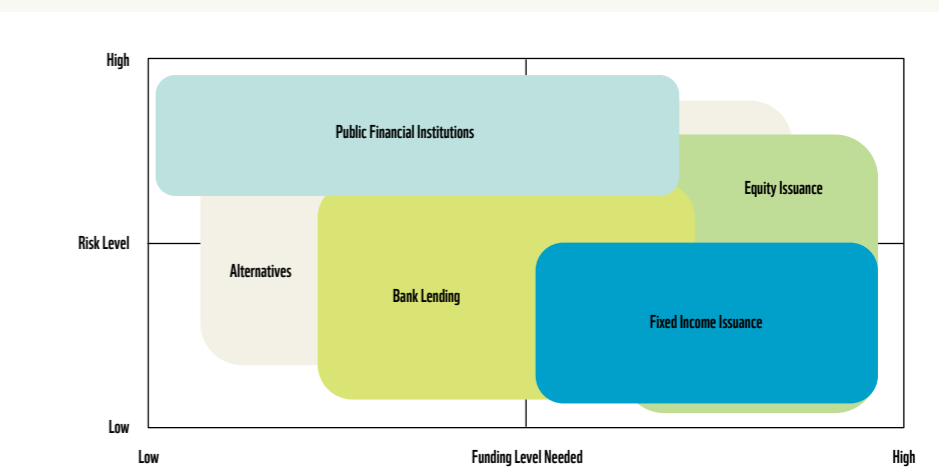 High
Public Financial Institutions
Equity Issuance
Risk Level
Alternatives
Bank Lending
Fixed Income Issuance
Low
Low
Funding Level Needed
High